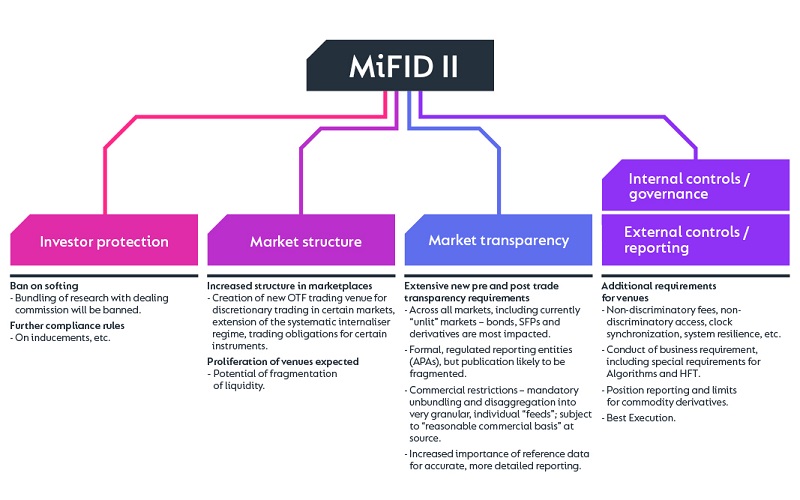 MiFID II
Investor protection
Ban on softing
- Bundling of research with dealing
commission will be banned.
Further compliance rules
- On inducements, etc.
Market structure
Increased structure in marketplaces
- Creation of new OTF trading venue for
discretionary trading in certain markets,
extension of the systematic internaliser
regime, trading obligations for certain
instruments.
Proliferation of venues expected
- Potential of fragmentation
of liquidity.
Market transparency
Extensive new pre and post trade
transparency requirements
- Across all markets, including currently
“unlit” markets – bonds, SFPs and
derivatives are most impacted.
- Formal, regulated reporting entities
(APAs), but publication likely to be
fragmented.
- Commercial restrictions – mandatory
unbundling and disaggregation into
very granular, individual “feeds”; subject
to “reasonable commercial basis” at
source.
- Increased importance of reference data
for accurate, more detailed reporting.
Internal controls /
governance
External controls /
reporting
Additional requirements
for venues
- Non-discriminatory fees, non-
discriminatory access, clock
synchronization, system resilience, etc.
- Conduct of business requirement,
including special requirements for
Algorithms and HFT.
- Position reporting and limits
for commodity derivatives.
- Best Execution.